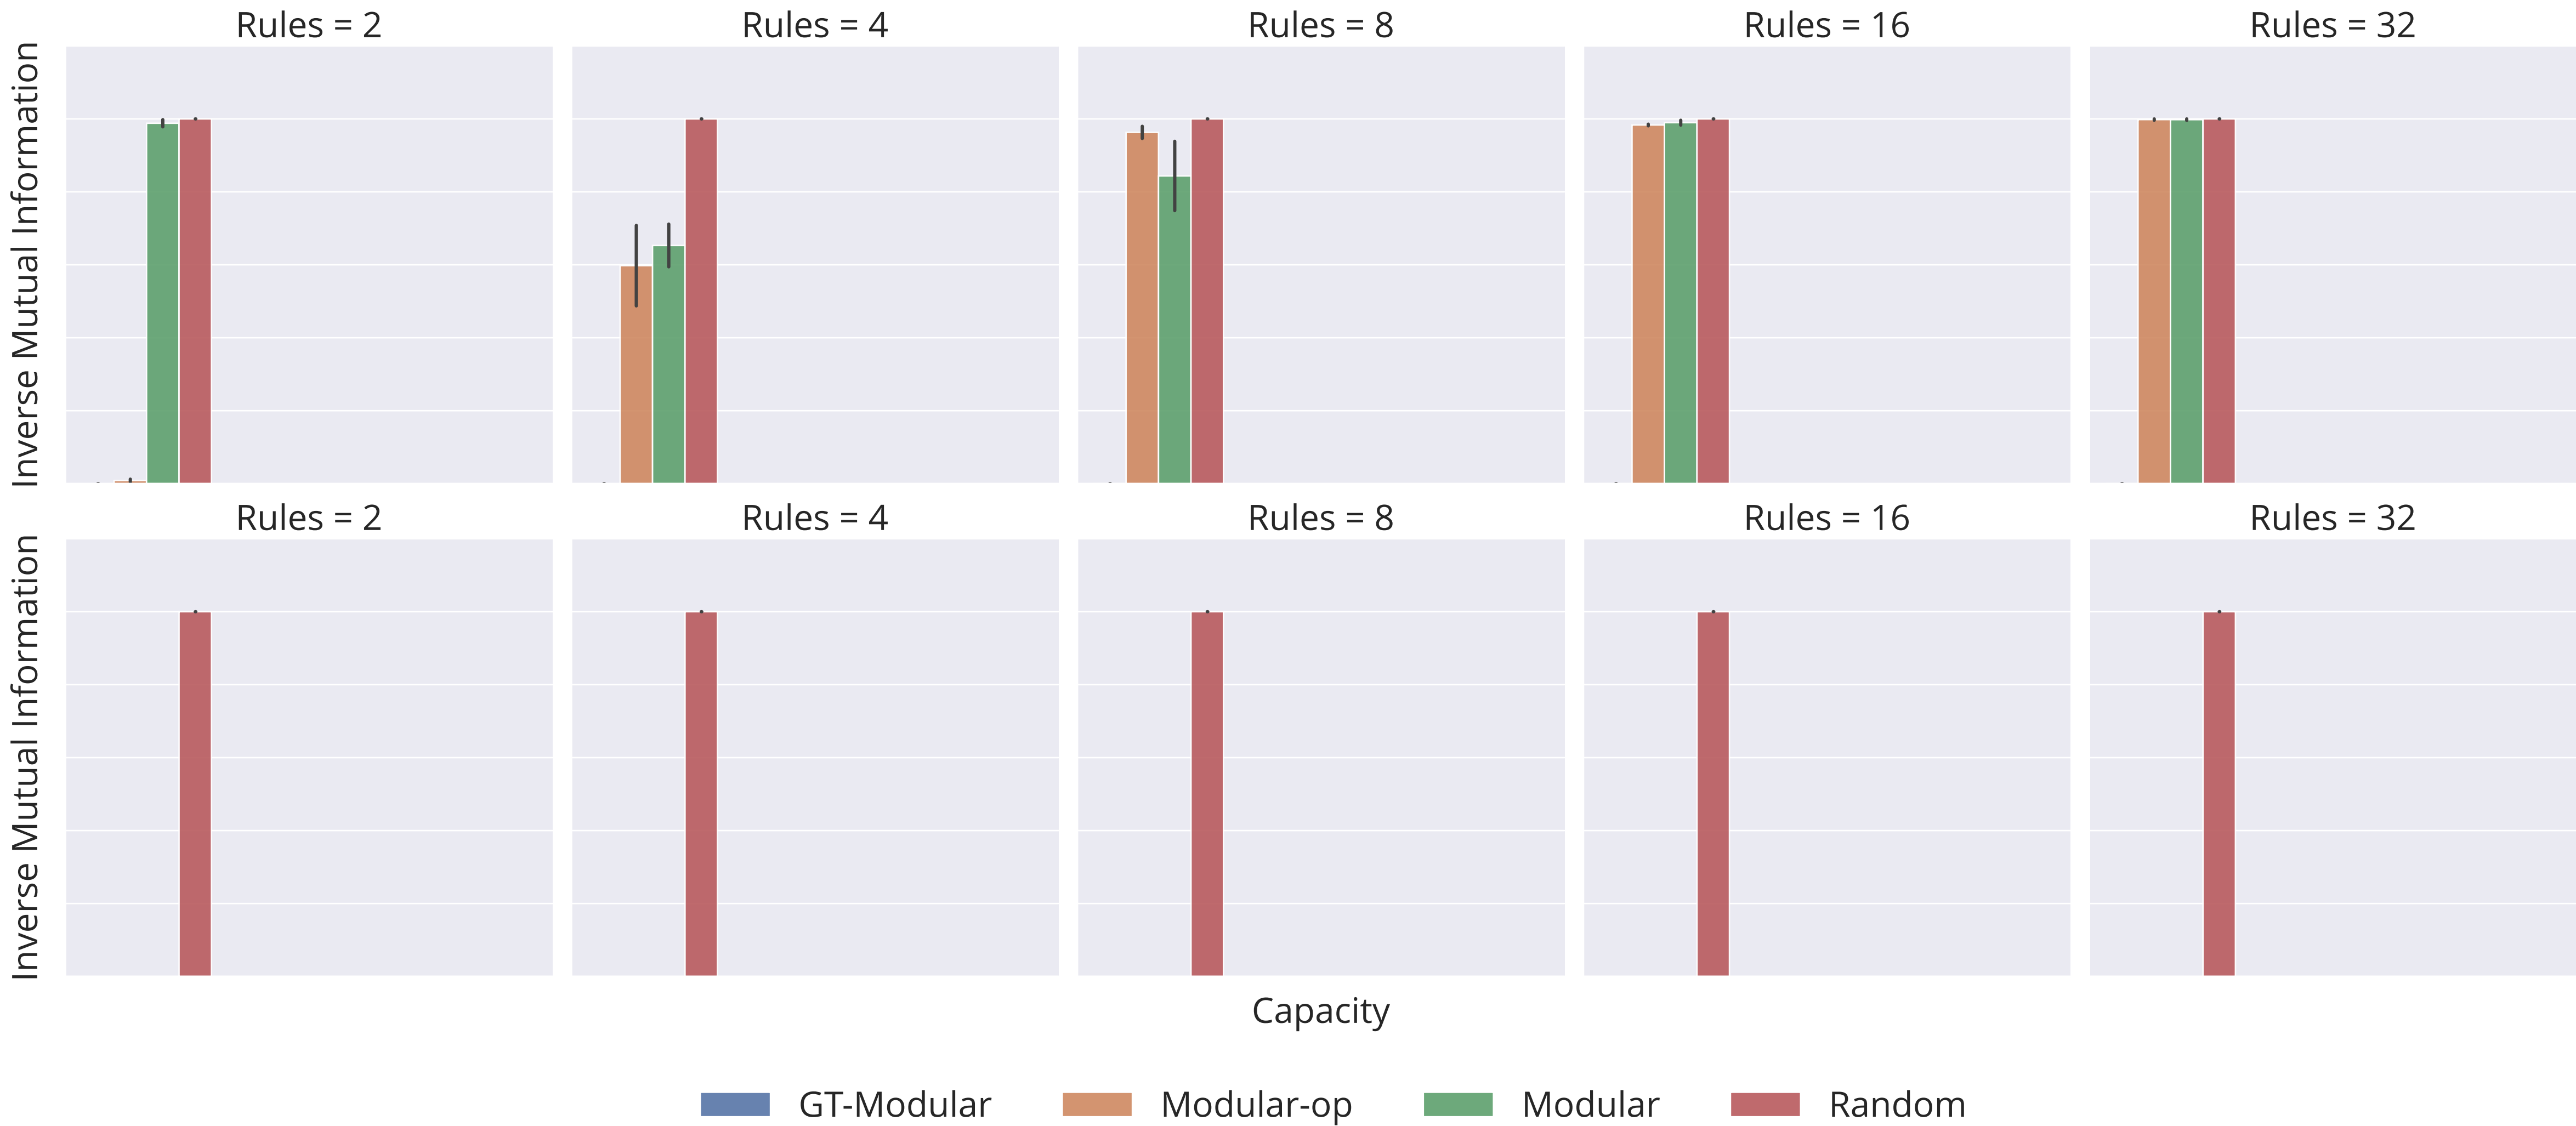 Rules = 2 Rules = 4 Rules = 8 Rules = 16 Rules = 32
Inverse Mutual Information
Rules = 2 Rules = 4 Rules = 8 Rules = 16 Rules = 32
Inverse Mutual Information
Capacity
GT-Modular Modular-op Modular Random